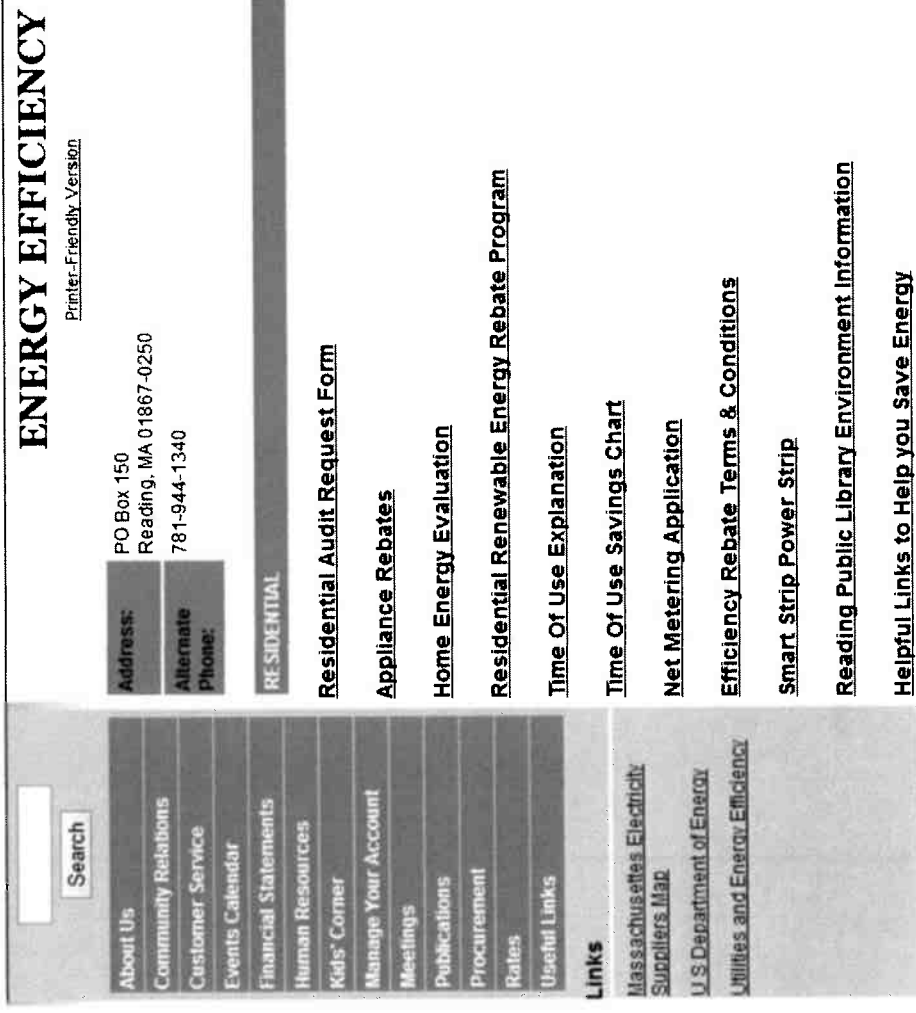 Search
About Us
Community Relations
Customer Service
Events Calendar
Financial Statements
Human Resources
Kids' Corner
Manage Your Account
Meetings
Publications
Procurement
Rates
Useful Links
Links
Massachusettes Electricity
Suppliers Map
U S Department of Energy
Utilities and Energy Efficiency
ENERGY EFFICIENCY
Printer-Friendly Version
Address:
PO Box 150
Reading, MA 01867-0250
Alternate
Phone:
781-944-1340
RESIDENTIAL
Residential Audit Request Form
Appliance Rebates
Home Energy Evaluation
Residential Renewable Energy Rebate Program
Time Of Use Explanation
Time Of Use Savings Chart
Net Metering Application
Efficiency Rebate Terms & Conditions
Smart Strip Power Strip
Reading Public Library Environment Information
Helpful Links to Help you Save Energy